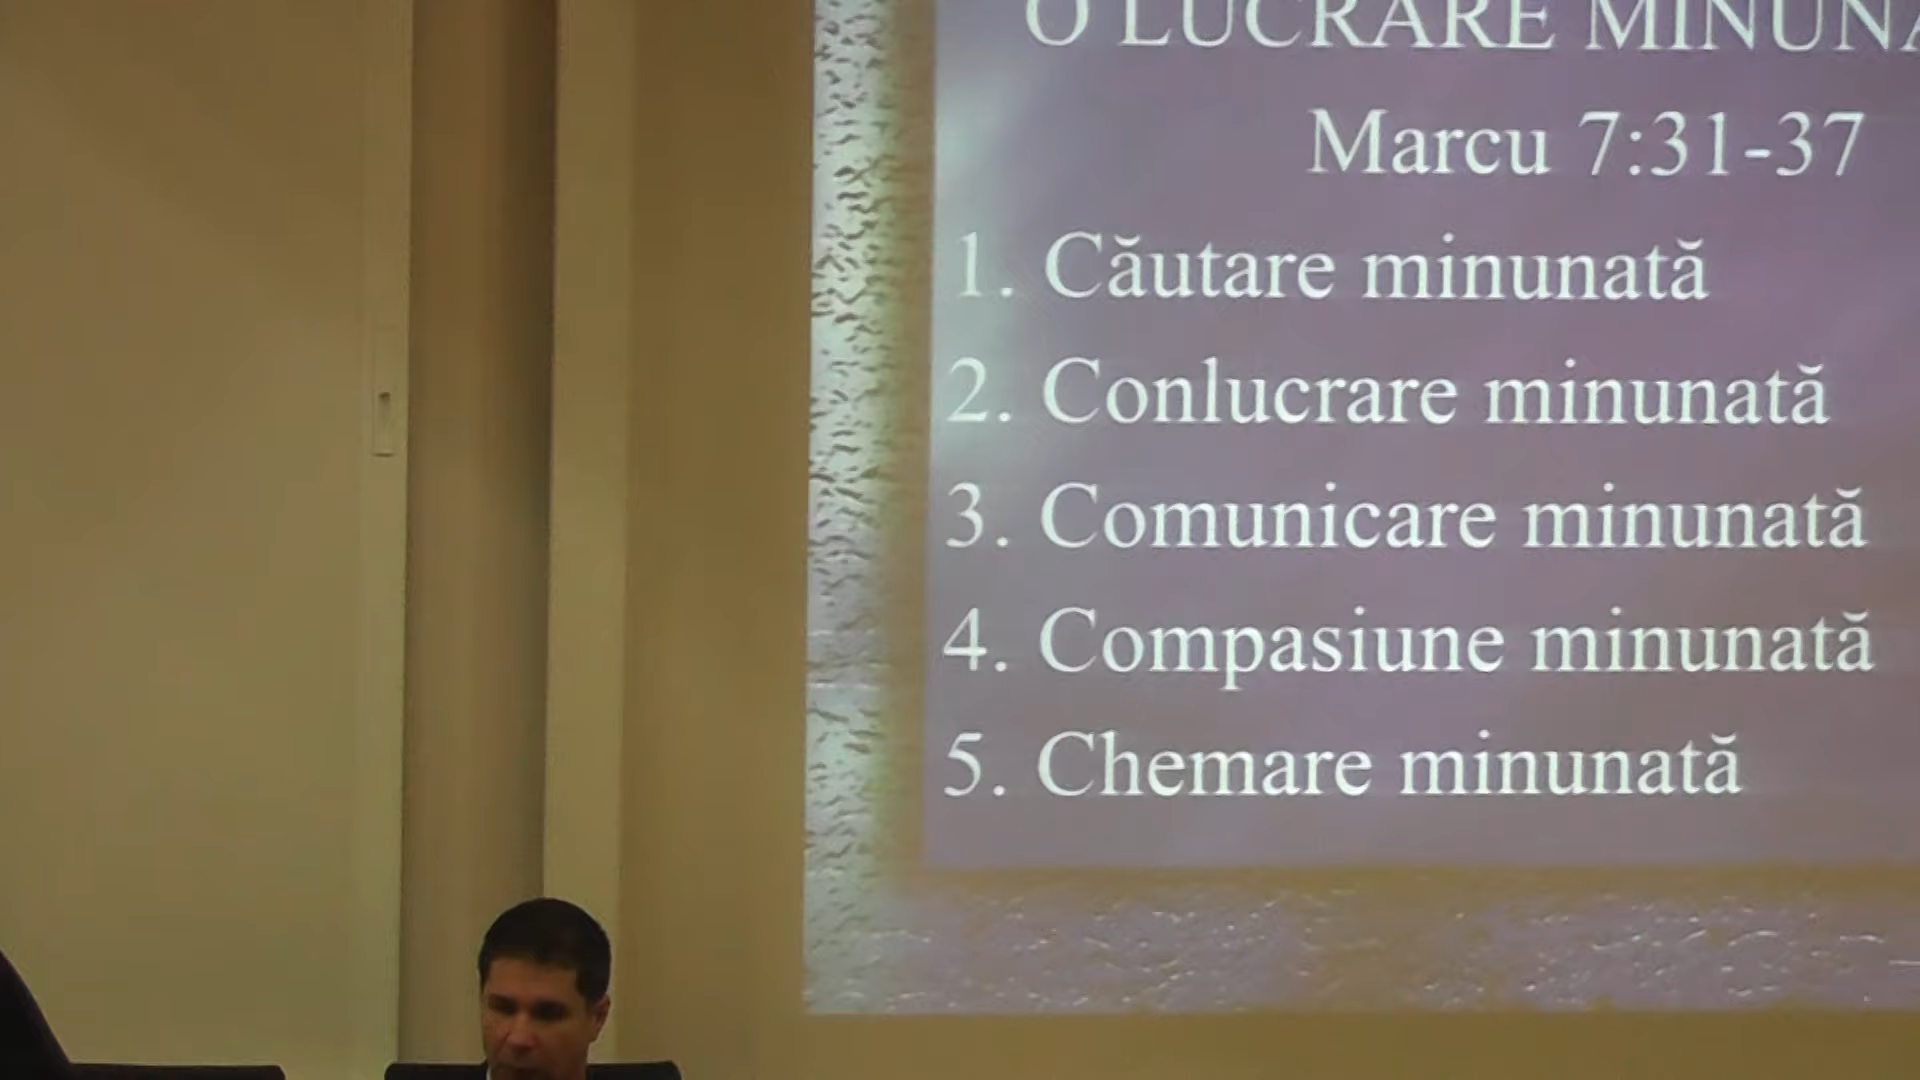 O LUCRARE
Marcu 7:31-37
1. Căutare minunată
2. Conlucrare minunată
3. Comunicare minunată
4. Compasiune minunată
5. Chemare minunată